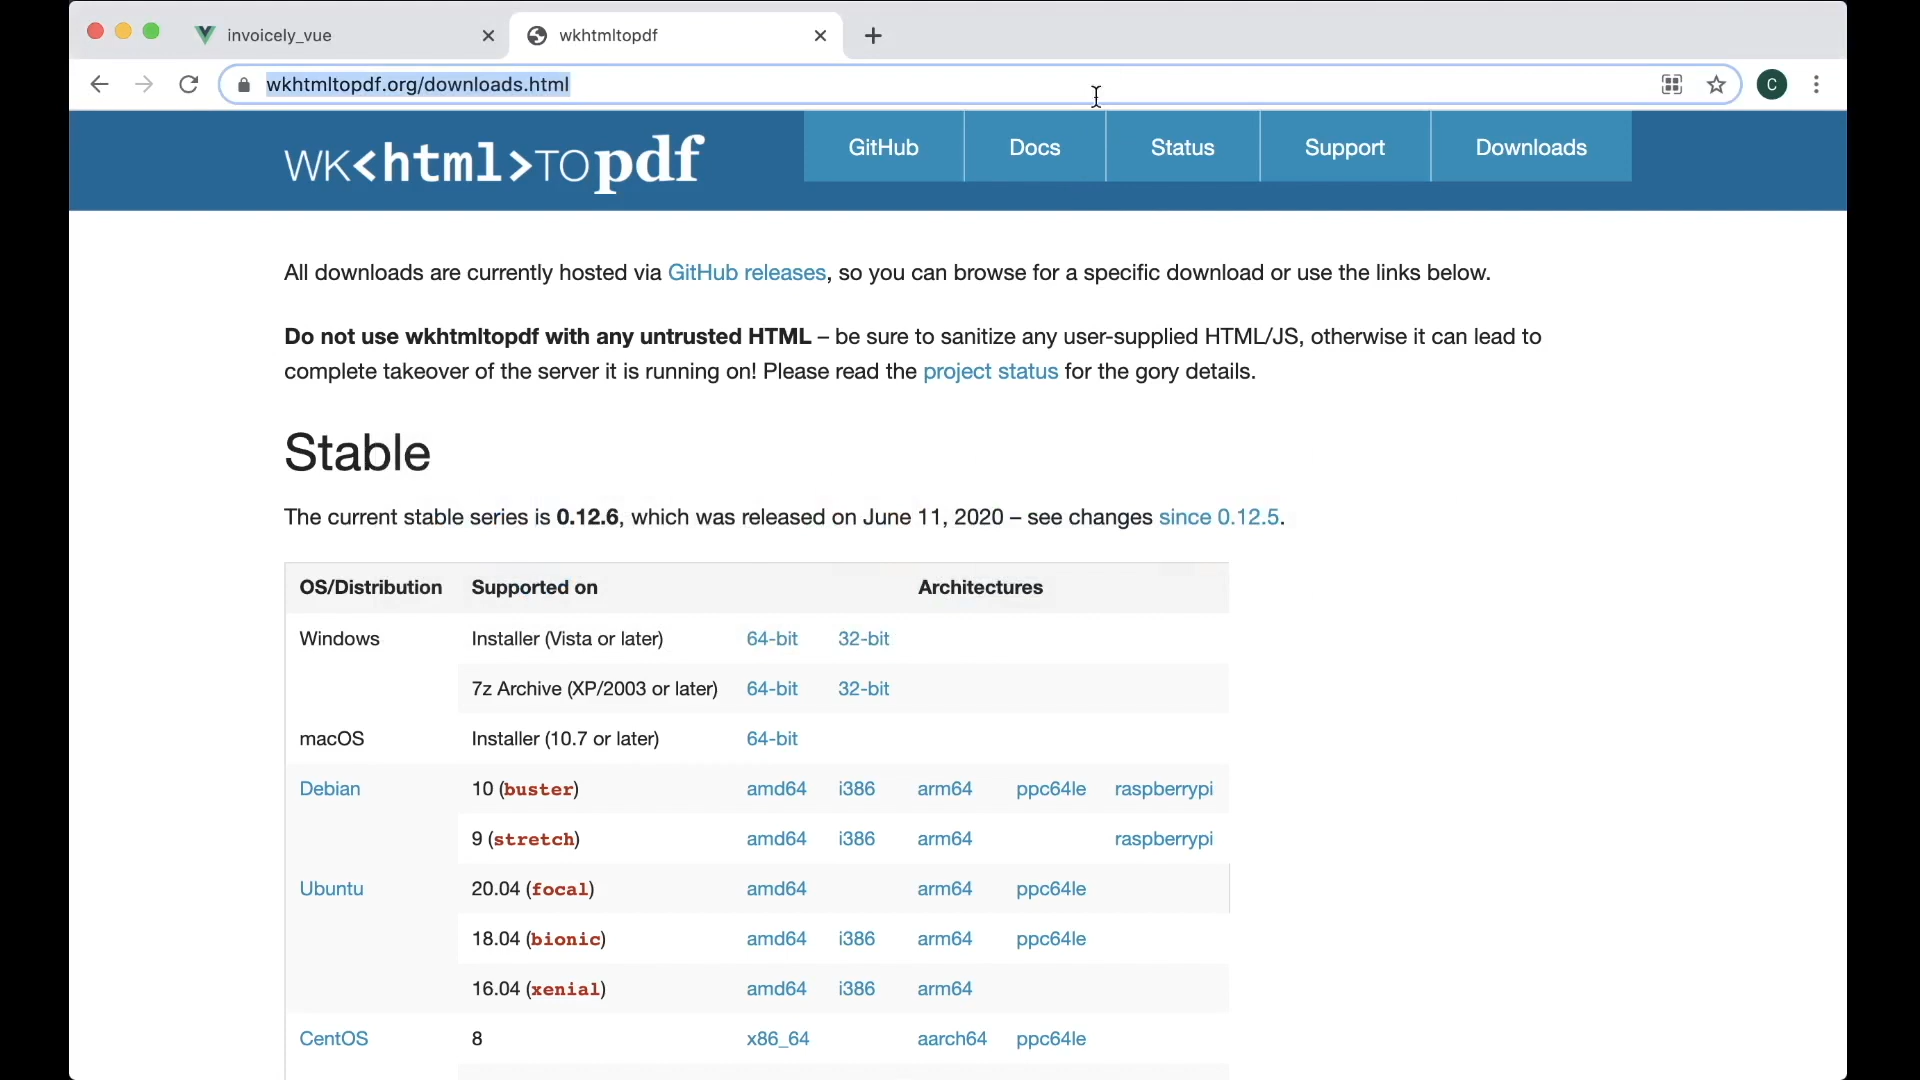 invoicely_vue
wkhtmltopdf
wkhtmltopdf.org/downloads.html
C
WK<html>TOpdf
GitHub Docs Status Support Downloads
All downloads are currently hosted via GitHub releases, so you can browse for a specific download or use the links below.
Do not use wkhtmltopdf with any untrusted HTML – be sure to sanitize any user-supplied HTML/JS, otherwise it can lead to
complete takeover of the server it is running on! Please read the project status for the gory details.
Stable
The current stable series is 0.12.6, which was released on June 11, 2020 – see changes since 0.12.5.
OS/Distribution Supported on Architectures
Windows Installer (Vista or later) 64-bit 32-bit
7z Archive (XP/2003 or later) 64-bit 32-bit
macOS Installer (10.7 or later) 64-bit
Debian 10 (buster) amd64 i386 arm64 ppc64le raspberrypi
9 (stretch) amd64 i386 arm64 raspberrypi
Ubuntu 20.04 (focal) amd64 arm64 ppc64le
18.04 (bionic) amd64 i386 arm64 ppc64le
16.04 (xenial) amd64 i386 arm64
CentOS 8 x86_64 aarch64 ppc64le